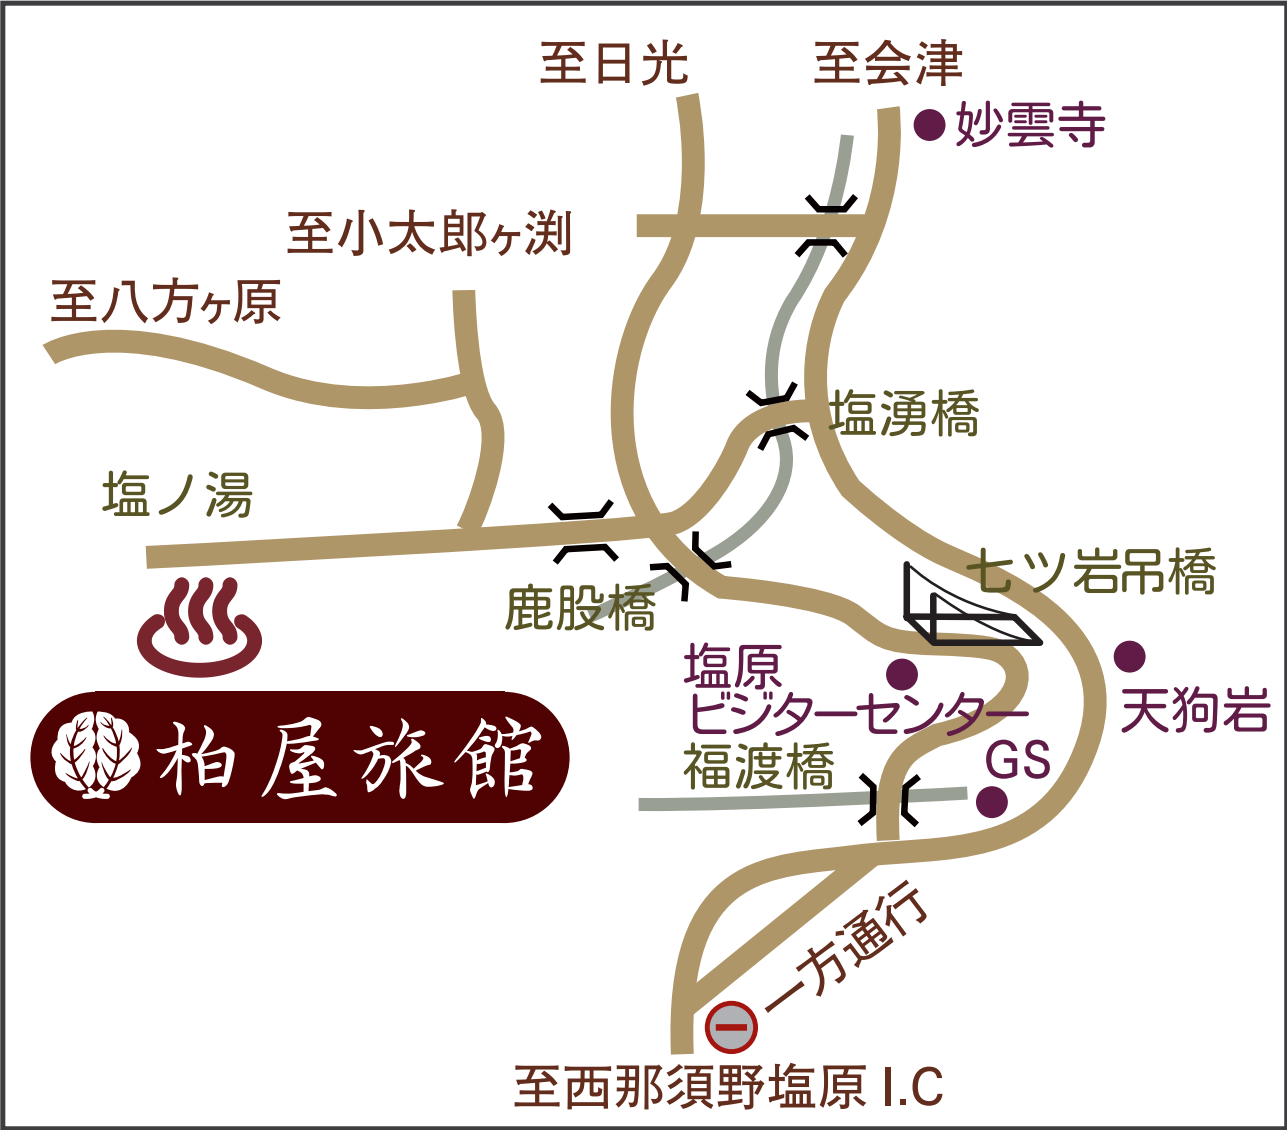 至日光
至会津
妙雲寺
至小太郎ヶ渕
至八方ヶ原
塩湧橋
塩ノ湯
七ツ岩吊橋
鹿股橋
塩原
ビジターセンター
天狗岩
福渡橋
GS
柏屋旅館
一方通行
至西那須野塩原 I.C